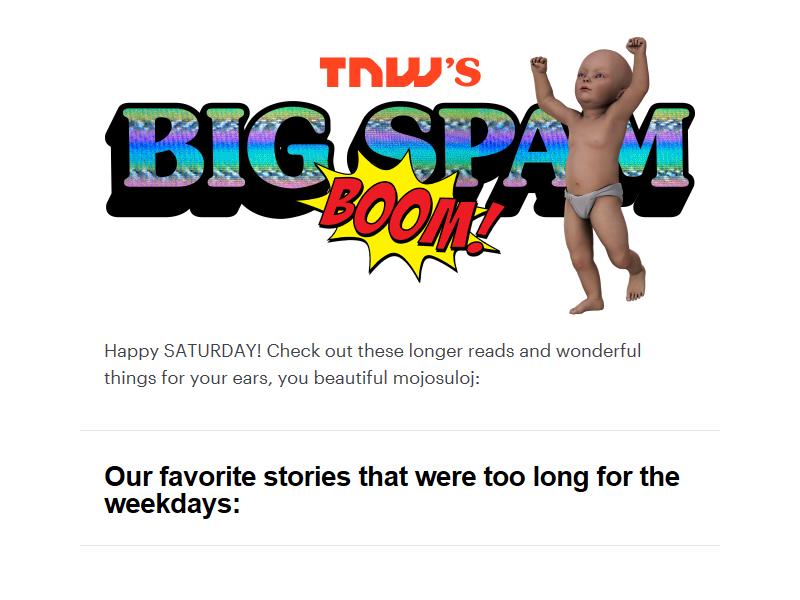 TNW'S
BIG SPAM
BOOM!
Happy SATURDAY! Check out these longer reads and wonderful
things for your ears, you beautiful mojosuloj:
Our favorite stories that were too long for the
weekdays: